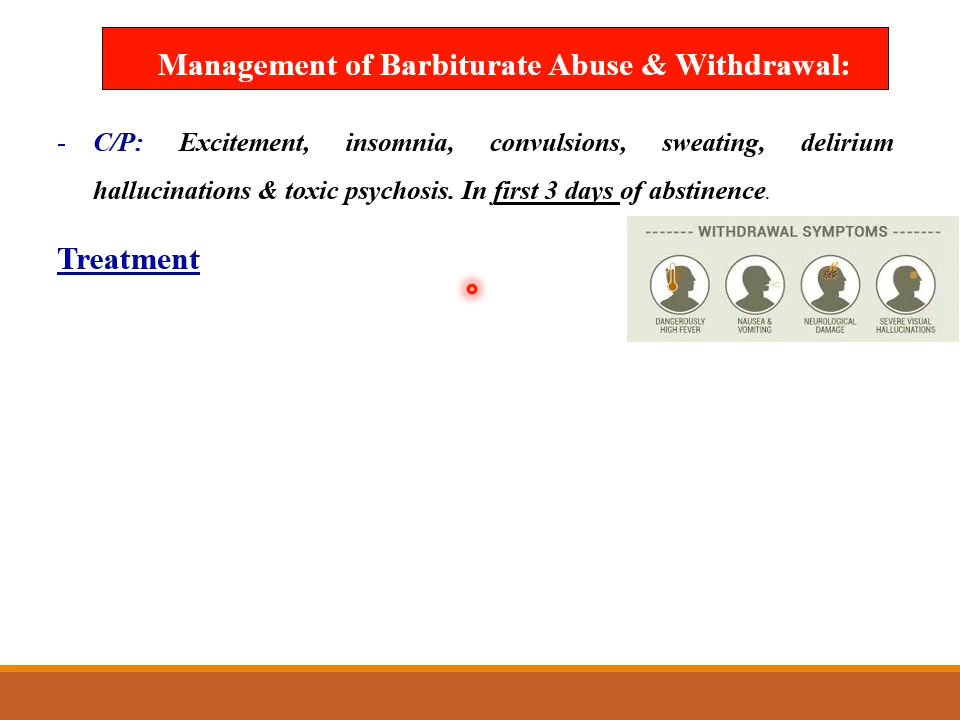 Management of Barbiturate Abuse & Withdrawal:
- C/P: Excitement, insomnia, convulsions, sweating, delirium
hallucinations & toxic psychosis. In first 3 days of abstinence.
Treatment
------- WITHDRAWAL SYMPTOMS -------
DANGEROUSLY
HIGH FEVER
NAUSEA &
VOMITING
NEUROLOGICAL
DAMAGE
SEVERE VISUAL
HALLUCINATIONS